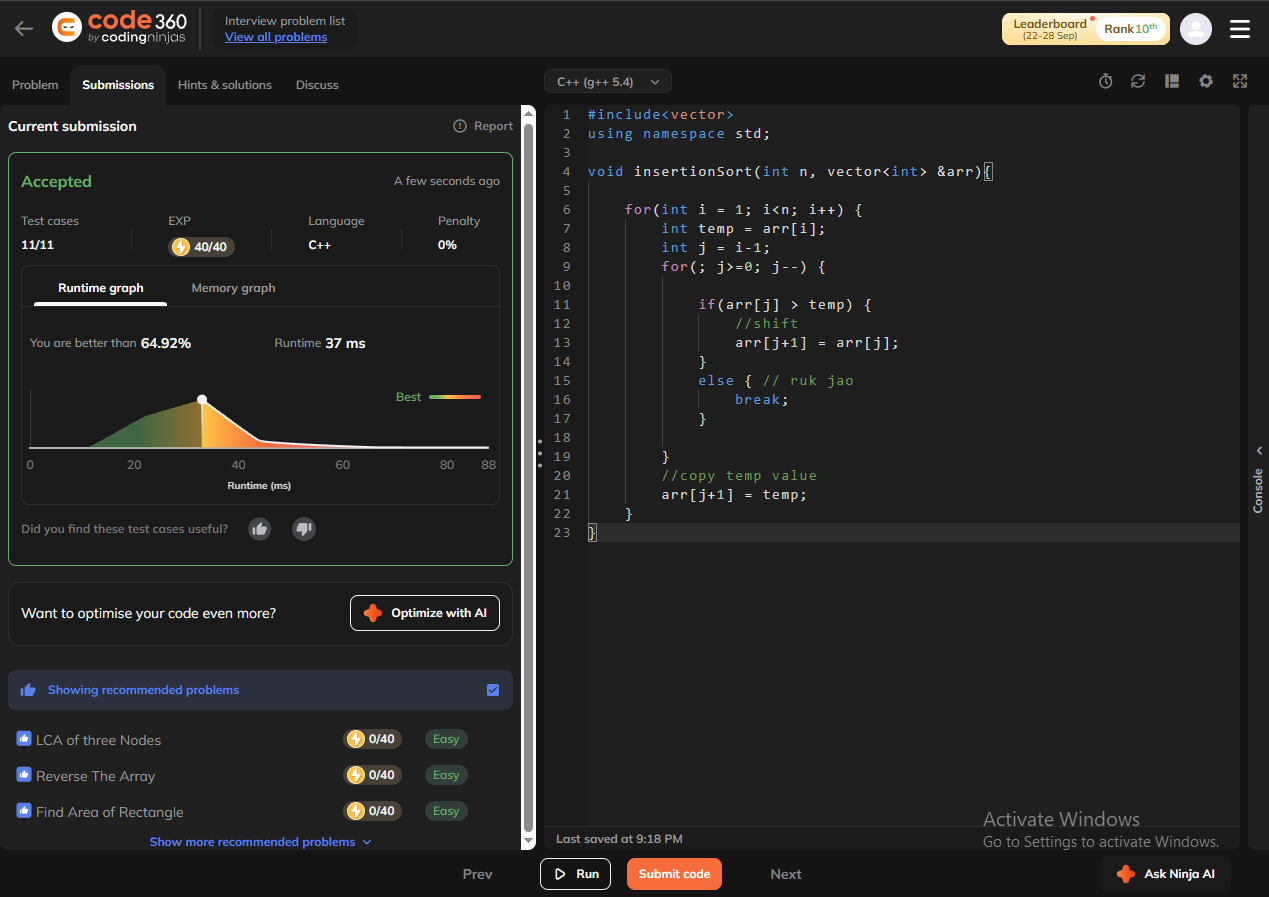 code 360
by codingninjas
Interview problem list
View all problems
Leaderboard
(22-28 Sep)
Rank10th
Problem
Submissions
Hints & solutions
Discuss
Current submission
Report
Accepted
A few seconds ago
Test cases
EXP
Language
Penalty
11/11
40/40
C++
0%
Runtime graph
Memory graph
You are better than 64.92%
Runtime 37 ms
Best
0
20
40
60
80
88
Runtime (ms)
Did you find these test cases useful?
Want to optimise your code even more?
Optimize with AI
Showing recommended problems
LCA of three Nodes
0/40
Easy
Reverse The Array
0/40
Easy
Find Area of Rectangle
0/40
Easy
Show more recommended problems
C++ (g++ 5.4)
1 #include<vector>
2 using namespace std;
3
4 void insertionSort(int n, vector<int> &arr){
5
6     for(int i = 1; i<n; i++) {
7         int temp = arr[i];
8         int j = i-1;
9         for(; j>=0; j--) {
10
11             if(arr[j] > temp) {
12                 //shift
13                 arr[j+1] = arr[j];
14             }
15             else { // ruk jao
16                 break;
17             }
18
19         }
20         //copy temp value
21         arr[j+1] = temp;
22     }
23 }
Console
Last saved at 9:18 PM
Activate Windows
Go to Settings to activate Windows.
Prev
Run
Submit code
Next
Ask Ninja AI